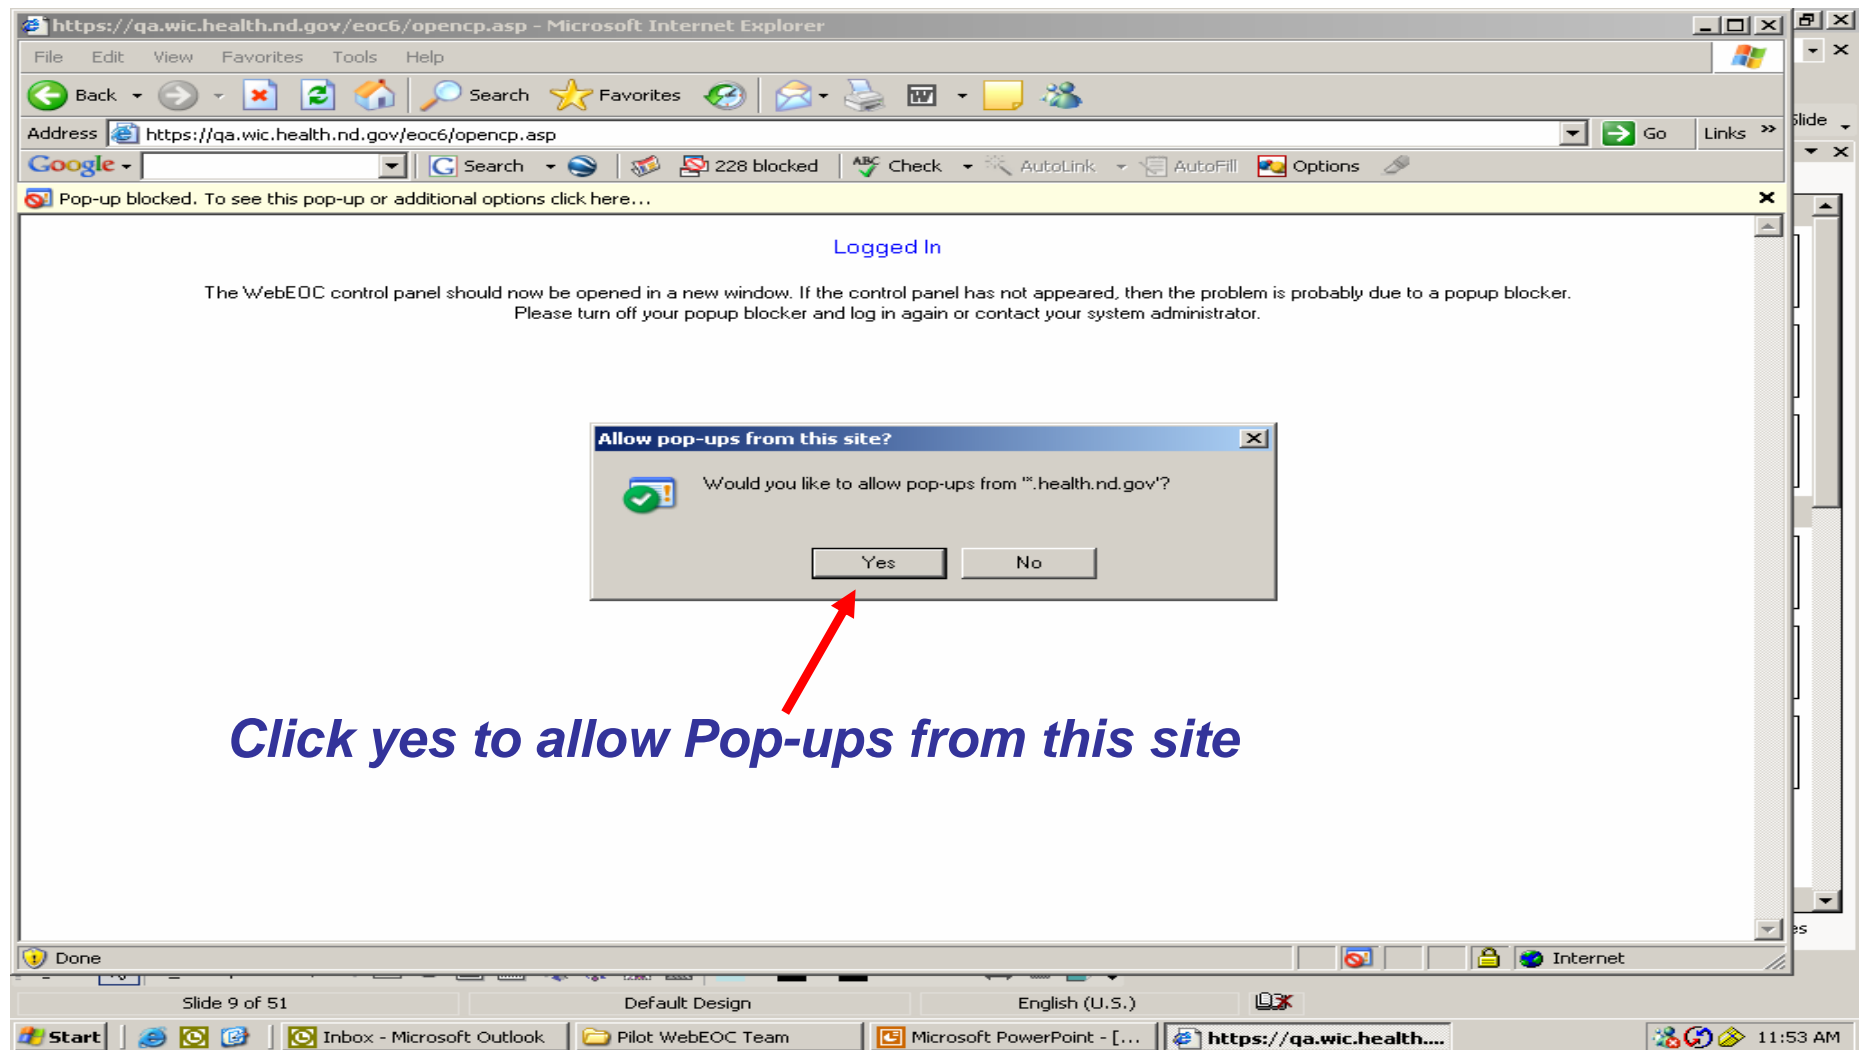 https://qa.wic.health.nd.gov/eoc6/opencp.asp - Microsoft Internet Explorer
File Edit View Favorites Tools Help
Back Search Favorites
Address https://qa.wic.health.nd.gov/eoc6/opencp.asp Go Links »
Google Search 228 blocked ABC Check AutoLink AutoFill Options
Pop-up blocked. To see this pop-up or additional options click here...
Logged In
The WebEOC control panel should now be opened in a new window. If the control panel has not appeared, then the problem is probably due to a popup blocker.
Please turn off your popup blocker and log in again or contact your system administrator.
Allow pop-ups from this site?
Would you like to allow pop-ups from '*.health.nd.gov'?
Yes No
Click yes to allow Pop-ups from this site
Done Internet
Slide 9 of 51 Default Design English (U.S.)
Start Inbox - Microsoft Outlook Pilot WebEOC Team Microsoft PowerPoint - [... https://qa.wic.health.... 11:53 AM